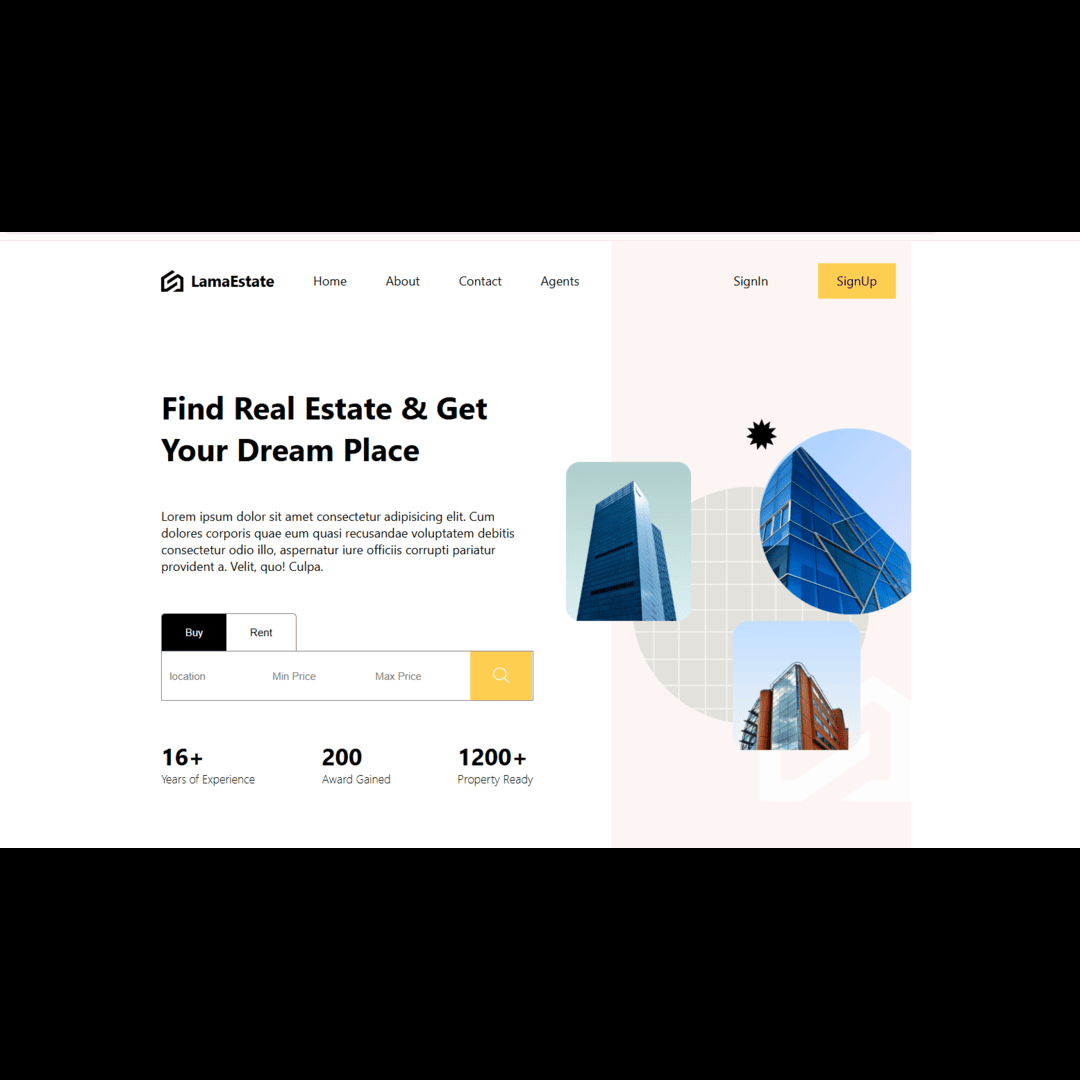 LamaEstate Home About Contact Agents SignIn SignUp
Find Real Estate & Get
Your Dream Place
Lorem ipsum dolor sit amet consectetur adipisicing elit. Cum
dolores corporis quae eum quasi recusandae voluptatem debitis
consectetur odio illo, aspernatur iure officiis corrupti pariatur
provident a. Velit, quo! Culpa.
Buy Rent
location Min Price Max Price
16+ 200 1200+
Years of Experience Award Gained Property Ready